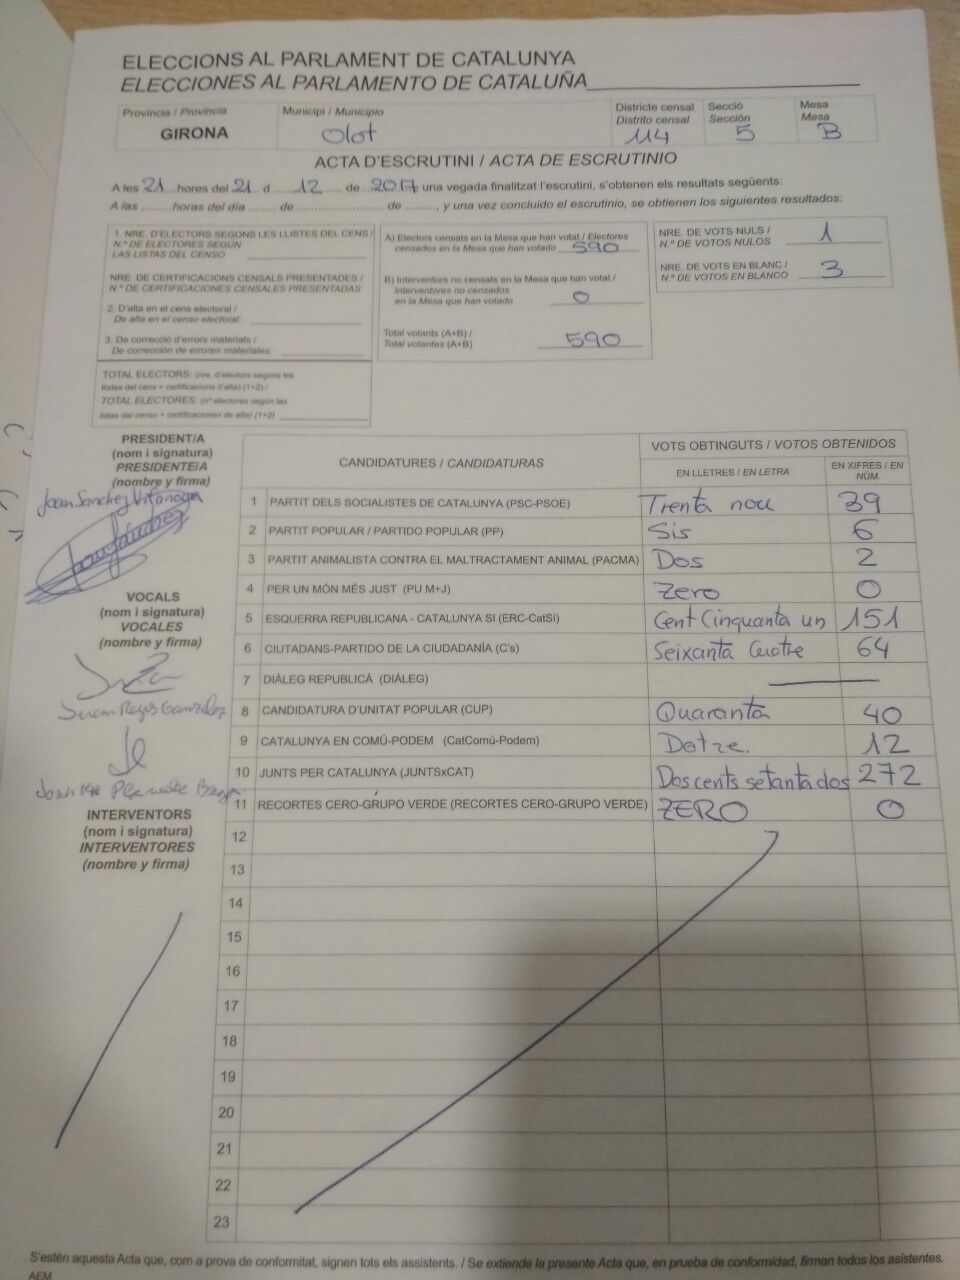 ELECCIONS AL PARLAMENT DE CATALUNYA
ELECCIONES AL PARLAMENTO DE CATALUÑA
Provincia / Provincia
GIRONA
Municipi / Municipio
Olot
Districte censal
Distrito censal
114
Secció
Sección
5
Mesa
Mesa
B
ACTA D'ESCRUTINI / ACTA DE ESCRUTINIO
A les 21 hores del 21 d 12 de 2017 una vegada finalitzat l'escrutini, s'obtenen els resultats següents:
A las ......... horas del día ....... de ............................ de ........, y una vez concluido el escrutinio, se obtienen los siguientes resultados:
1. NRE. D'ELECTORS SEGONS LES LLISTES DEL CENS /
N.º DE ELECTORES SEGÚN
LAS LISTAS DEL CENSO
NRE. DE CERTIFICACIONS CENSALS PRESENTADES /
N.º DE CERTIFICACIONES CENSALES PRESENTADAS
2. D'alta en el cens electoral /
De alta en el censo electoral:
3. De correcció d'errors materials /
De corrección de errores materiales:
TOTAL ELECTORS: (nre. d'electors segons les
llistes del cens + certificacions d'alta) (1+2) /
TOTAL ELECTORES: (nº electores según las
listas del censo + certificaciones de alta) (1+2)
A) Electors censats en la Mesa que han votat / Electores
censados en la Mesa que han votado 590
B) Interventors no censats en la Mesa que han votat /
Interventores no censados
en la Mesa que han votado 0
Total votants (A+B) /
Total votantes (A+B) 590
NRE. DE VOTS NULS /
N.º DE VOTOS NULOS 1
NRE. DE VOTS EN BLANC /
N.º DE VOTOS EN BLANCO 3
PRESIDENT/A
(nom i signatura)
PRESIDENTE/A
(nombre y firma)
Joan Sanchez
VOCALS
(nom i signatura)
VOCALES
(nombre y firma)
Juan Reyes Gonzalez
Joan
INTERVENTORS
(nom i signatura)
INTERVENTORES
(nombre y firma)
CANDIDATURES / CANDIDATURAS
VOTS OBTINGUTS / VOTOS OBTENIDOS
EN LLETRES / EN LETRA
EN XIFRES / EN NÚM.
1 PARTIT DELS SOCIALISTES DE CATALUNYA (PSC-PSOE) Trenta nou 39
2 PARTIT POPULAR / PARTIDO POPULAR (PP) Sis 6
3 PARTIT ANIMALISTA CONTRA EL MALTRACTAMENT ANIMAL (PACMA) Dos 2
4 PER UN MÓN MÉS JUST (PU M+J) Zero 0
5 ESQUERRA REPUBLICANA - CATALUNYA SI (ERC-CatSí) Cent Cinquanta un 151
6 CIUTADANS-PARTIDO DE LA CIUDADANÍA (C's) Seixanta Cuatre 64
7 DIÀLEG REPUBLICÀ (DIÀLEG)
8 CANDIDATURA D'UNITAT POPULAR (CUP) Quaranta 40
9 CATALUNYA EN COMÚ-PODEM (CatComú-Podem) Dotze. 12
10 JUNTS PER CATALUNYA (JUNTSxCAT) Doscents setanta dos 272
11 RECORTES CERO-GRUPO VERDE (RECORTES CERO-GRUPO VERDE) ZERO 0
12
13
14
15
16
17
18
19
20
21
22
23
S'estén aquesta Acta que, com a prova de conformitat, signen tots els assistents. / Se extiende la presente Acta que, en prueba de conformidad, firman todos los asistentes.
AEM